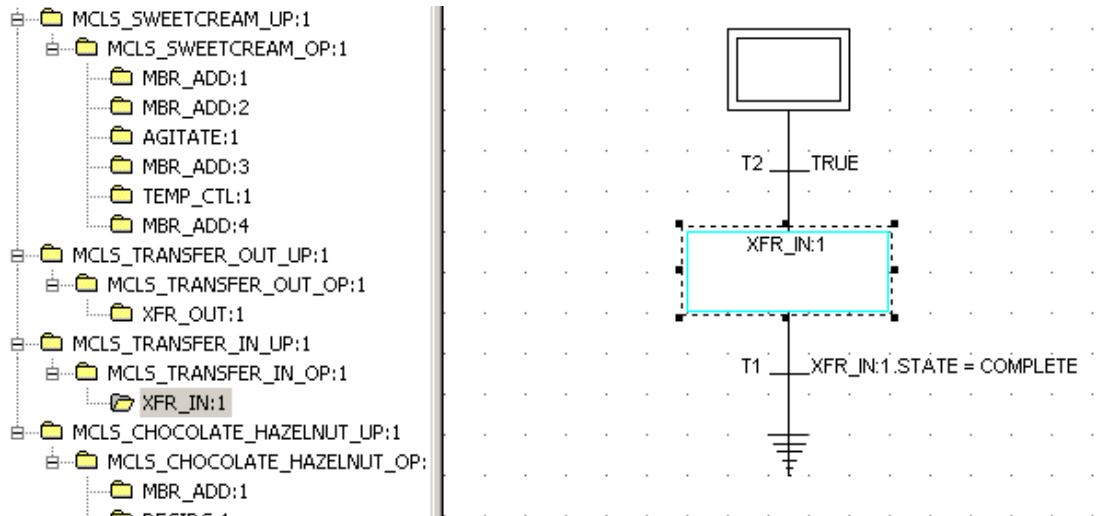 MCLS_SWEETCREAM_UP:1
MCLS_SWEETCREAM_OP:1
MBR_ADD:1
MBR_ADD:2
AGITATE:1
MBR_ADD:3
TEMP_CTL:1
MBR_ADD:4
MCLS_TRANSFER_OUT_UP:1
MCLS_TRANSFER_OUT_OP:1
XFR_OUT:1
MCLS_TRANSFER_IN_UP:1
MCLS_TRANSFER_IN_OP:1
XFR_IN:1
MCLS_CHOCOLATE_HAZELNUT_UP:1
MCLS_CHOCOLATE_HAZELNUT_OP:
MBR_ADD:1
T2 TRUE
XFR_IN:1
T1 XFR_IN:1.STATE = COMPLETE